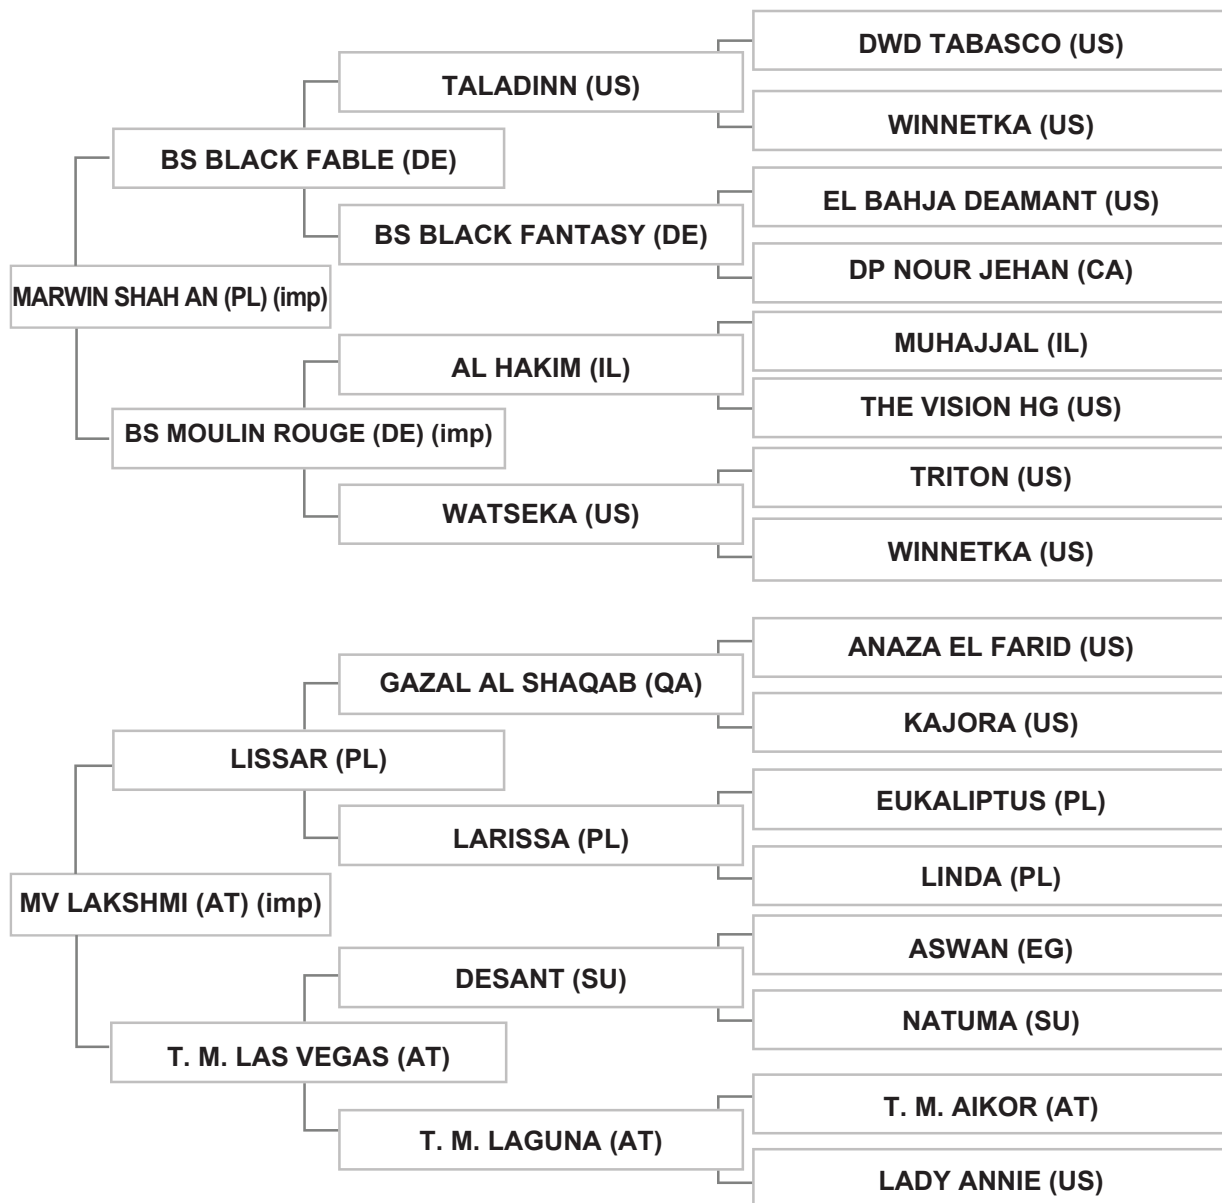 DWD TABASCO (US)
TALADINN (US)
WINNETKA (US)
BS BLACK FABLE (DE)
EL BAHJA DEAMANT (US)
BS BLACK FANTASY (DE)
DP NOUR JEHAN (CA)
MARWIN SHAH AN (PL) (imp)
MUHAJJAL (IL)
AL HAKIM (IL)
THE VISION HG (US)
BS MOULIN ROUGE (DE) (imp)
TRITON (US)
WATSEKA (US)
WINNETKA (US)
ANAZA EL FARID (US)
GAZAL AL SHAQAB (QA)
KAJORA (US)
LISSAR (PL)
EUKALIPTUS (PL)
LARISSA (PL)
LINDA (PL)
MV LAKSHMI (AT) (imp)
ASWAN (EG)
DESANT (SU)
NATUMA (SU)
T. M. LAS VEGAS (AT)
T. M. AIKOR (AT)
T. M. LAGUNA (AT)
LADY ANNIE (US)